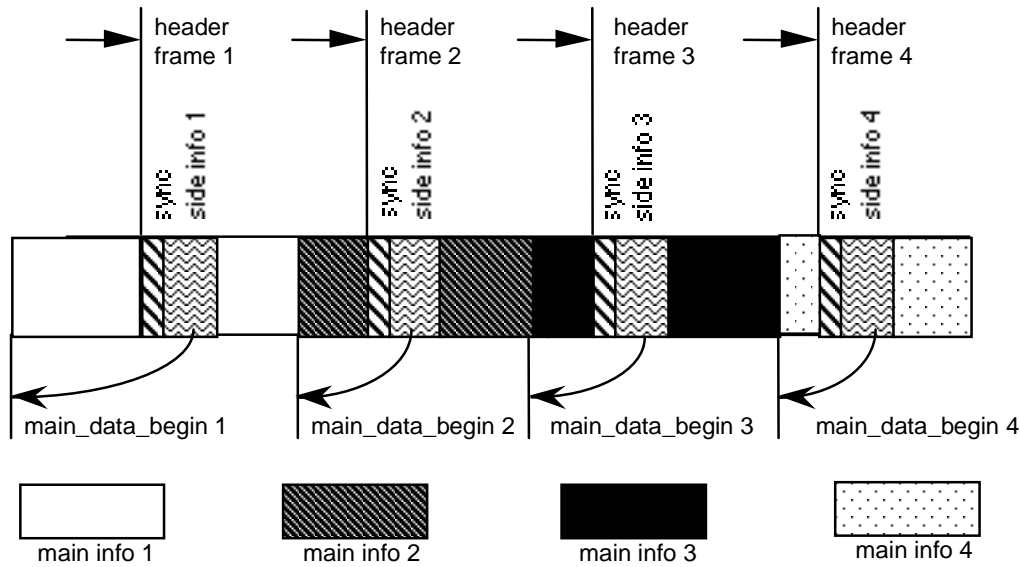 header
frame 1
header
frame 2
header
frame 3
header
frame 4
sync
side info 1
sync
side info 2
sync
side info 3
sync
side info 4
main_data_begin 1
main_data_begin 2
main_data_begin 3
main_data_begin 4
main info 1
main info 2
main info 3
main info 4